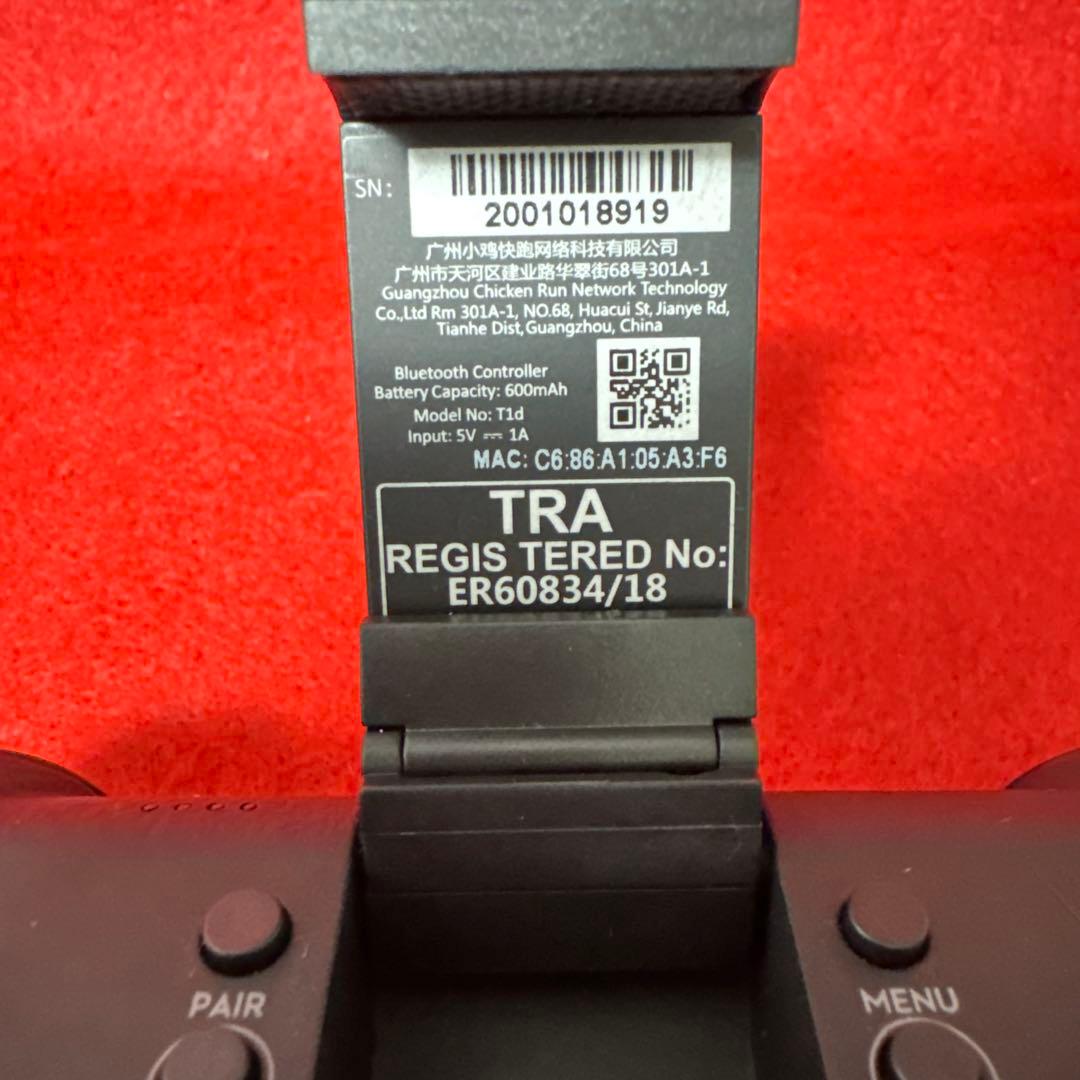 SN:
2001018919
广州小鸡快跑网络科技有限公司
广州市天河区建业路华翠街68号301A-1
Guangzhou Chicken Run Network Technology
Co.,Ltd Rm 301A-1, NO.68, Huacui St, Jianye Rd,
Tianhe Dist,Guangzhou, China
Bluetooth Controller
Battery Capacity: 600mAh
Model No: T1d
Input: 5V ⎓ 1A
MAC: C6:86:A1:05:A3:F6
TRA
REGIS TERED No:
ER60834/18
PAIR
MENU